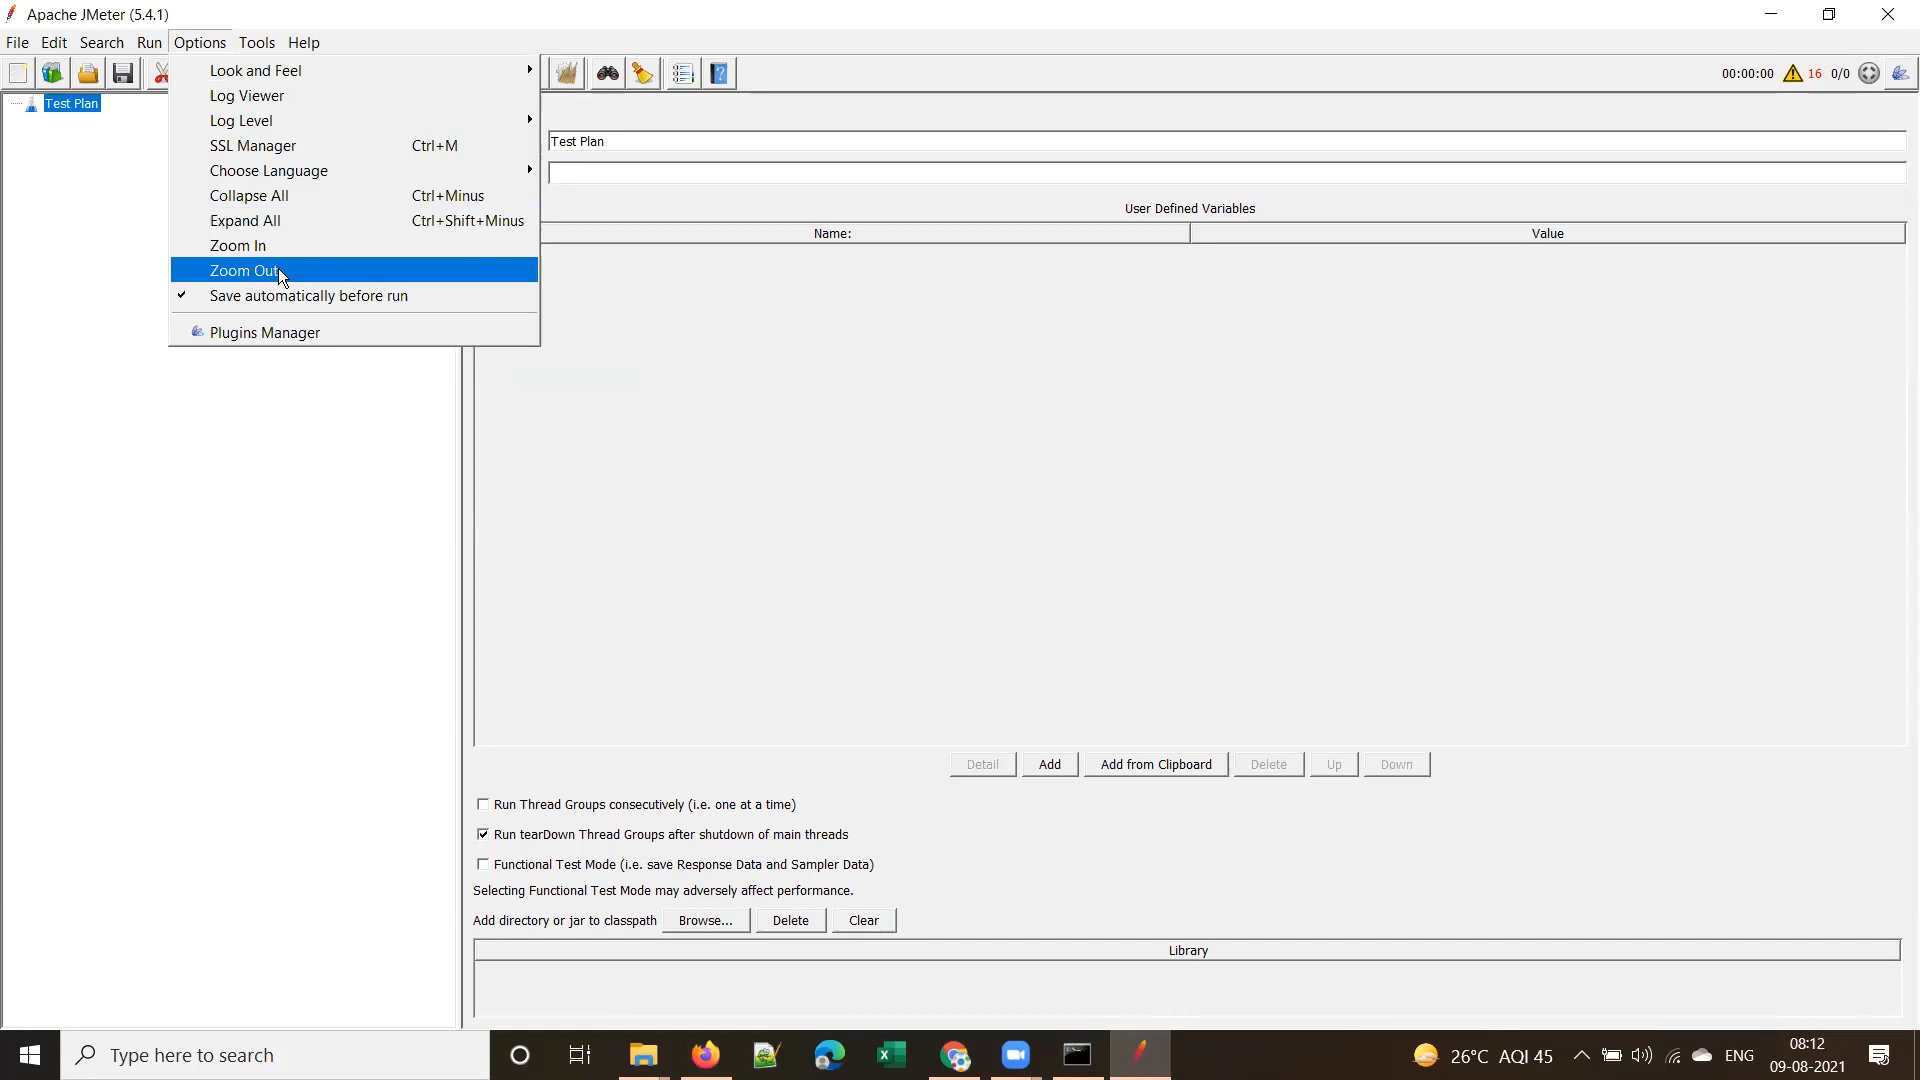 Apache JMeter (5.4.1)
File Edit Search Run Options Tools Help
Look and Feel
Log Viewer
Log Level
SSL Manager Ctrl+M
Choose Language
Collapse All Ctrl+Minus
Expand All Ctrl+Shift+Minus
Zoom In
Zoom Out
Save automatically before run
Plugins Manager
00:00:00 16 0/0
Test Plan
Test Plan
User Defined Variables
Name: Value
Detail Add Add from Clipboard Delete Up Down
Run Thread Groups consecutively (i.e. one at a time)
Run tearDown Thread Groups after shutdown of main threads
Functional Test Mode (i.e. save Response Data and Sampler Data)
Selecting Functional Test Mode may adversely affect performance.
Add directory or jar to classpath Browse... Delete Clear
Library
Type here to search
26°C AQI 45
ENG
08:12
09-08-2021